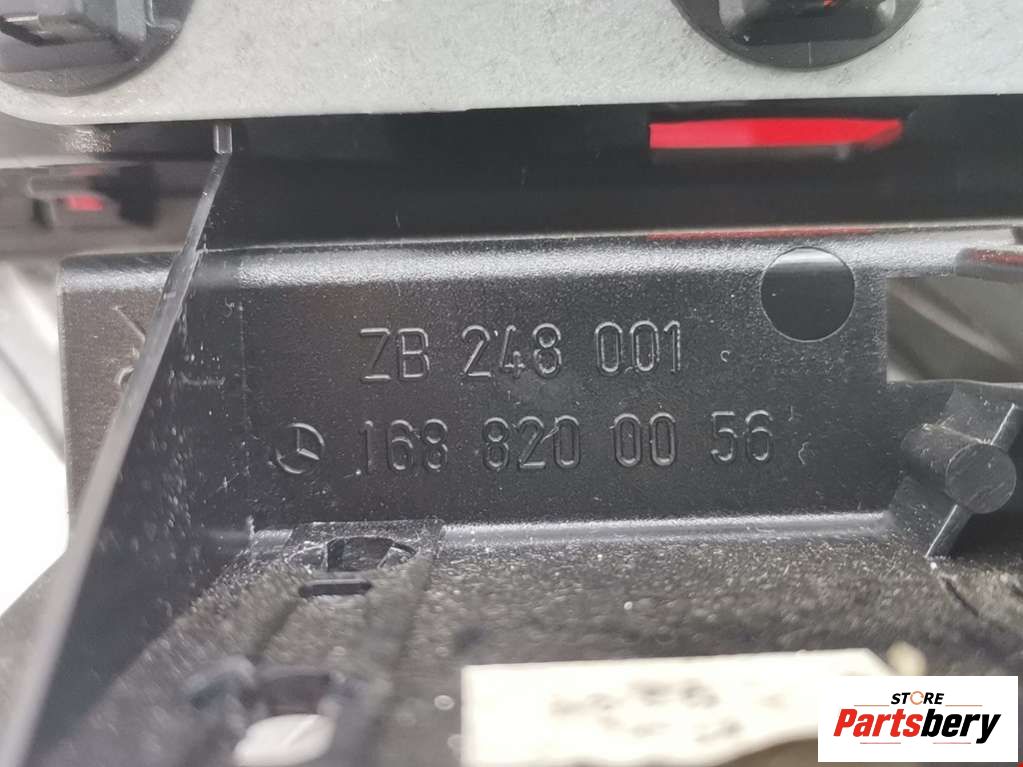 ZB 248 001
168 820 00 56
STORE
Partsbery